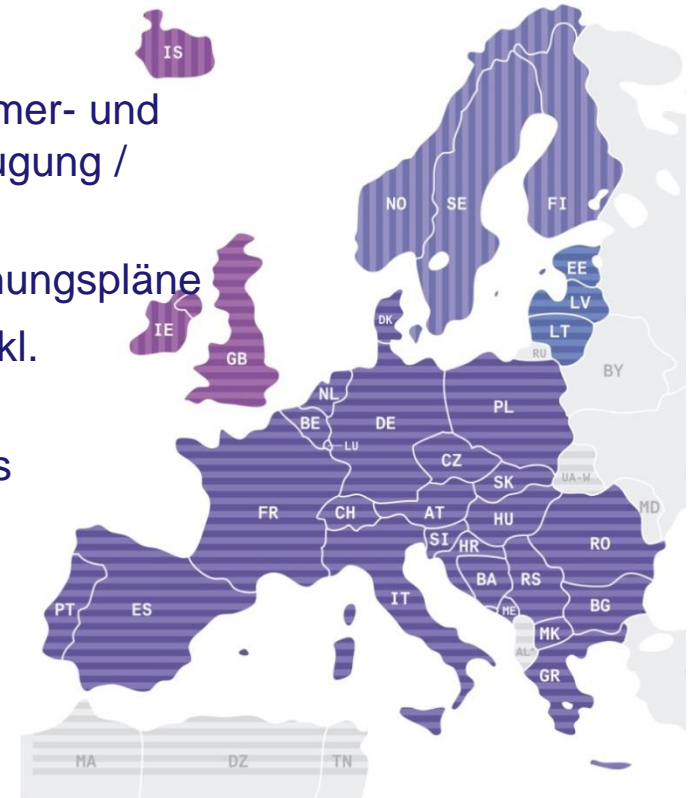 IS
mer- und
ugung /
nungspläne
kl.
s
NO
SE
FI
EE
LV
LT
RU
BY
DK
IE
GB
NL
BE
LU
DE
PL
CZ
SK
UA-W
MD
FR
CH
AT
HU
SI
HR
RO
BA
RS
PT
ES
IT
ME
BG
MK
AL*
GR
MA
DZ
TN